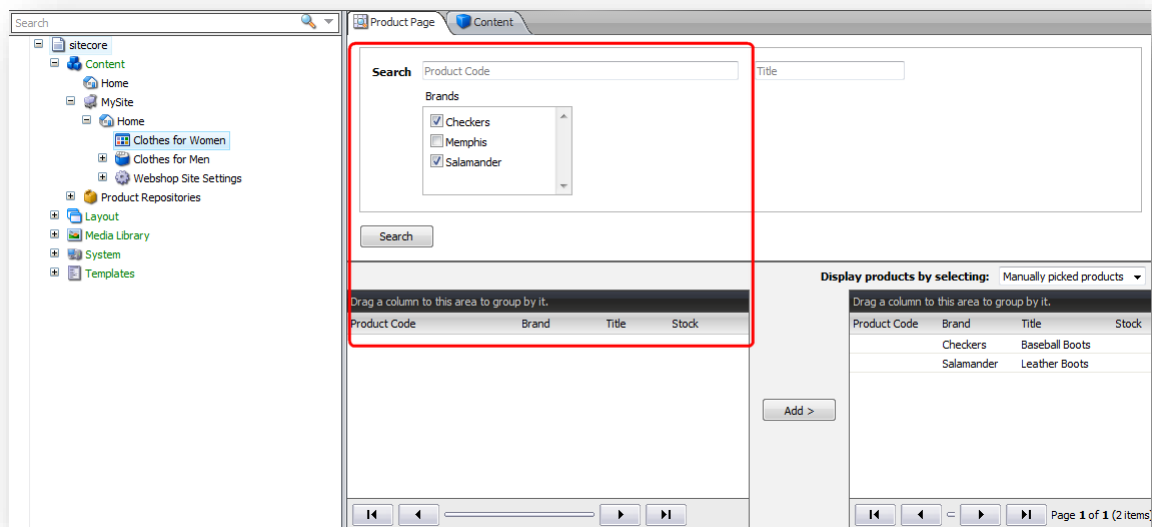 Search
sitecore
Content
Home
MySite
Home
Clothes for Women
Clothes for Men
Webshop Site Settings
Product Repositories
Layout
Media Library
System
Templates
Product Page Content
Search Product Code Title
Brands
Checkers
Memphis
Salamander
Search
Display products by selecting: Manually picked products
Drag a column to this area to group by it.
Product Code Brand Title Stock
Add >
Drag a column to this area to group by it.
Product Code Brand Title Stock
Checkers Baseball Boots
Salamander Leather Boots
Page 1 of 1 (2 items